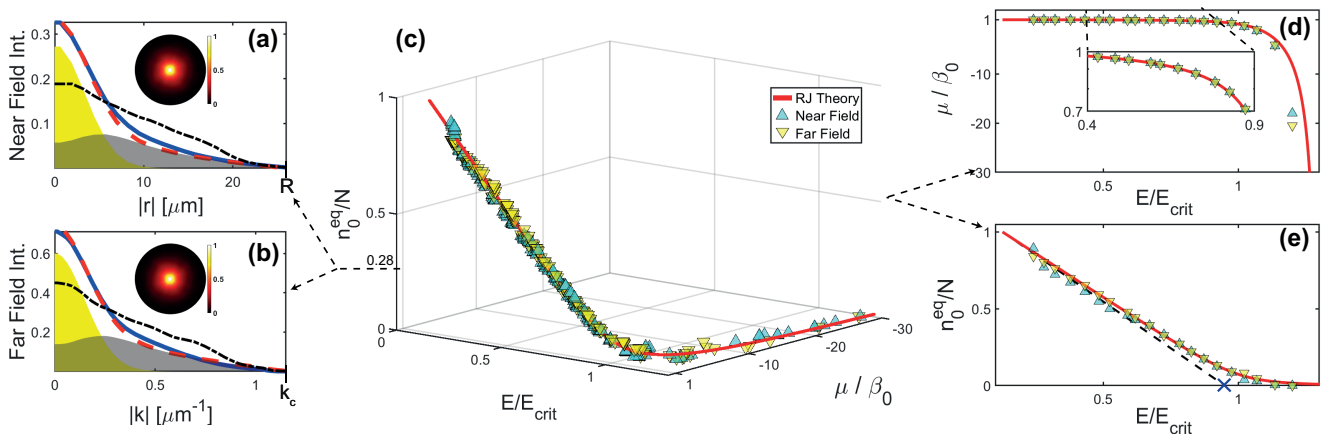 (a)
Near Field Int.
0.3
0.2
0.1
1
0.5
0
0
10
20
R
|r| [μm]
(b)
Far Field Int.
0.6
0.4
0.2
1
0.5
0
0
0.5
1
k_c
|k| [μm⁻¹]
(c)
n₀^eq/N
1
0.5
0.28
0
0
0.5
1
E/E_crit
1
-10
-20
-30
μ / β₀
RJ Theory
Near Field
Far Field
(d)
μ / β₀
1
-10
-20
-30
1
0.7
0.4
0.9
0.5
1
E/E_crit
(e)
n₀^eq/N
1
0.5
0
0.5
1
E/E_crit